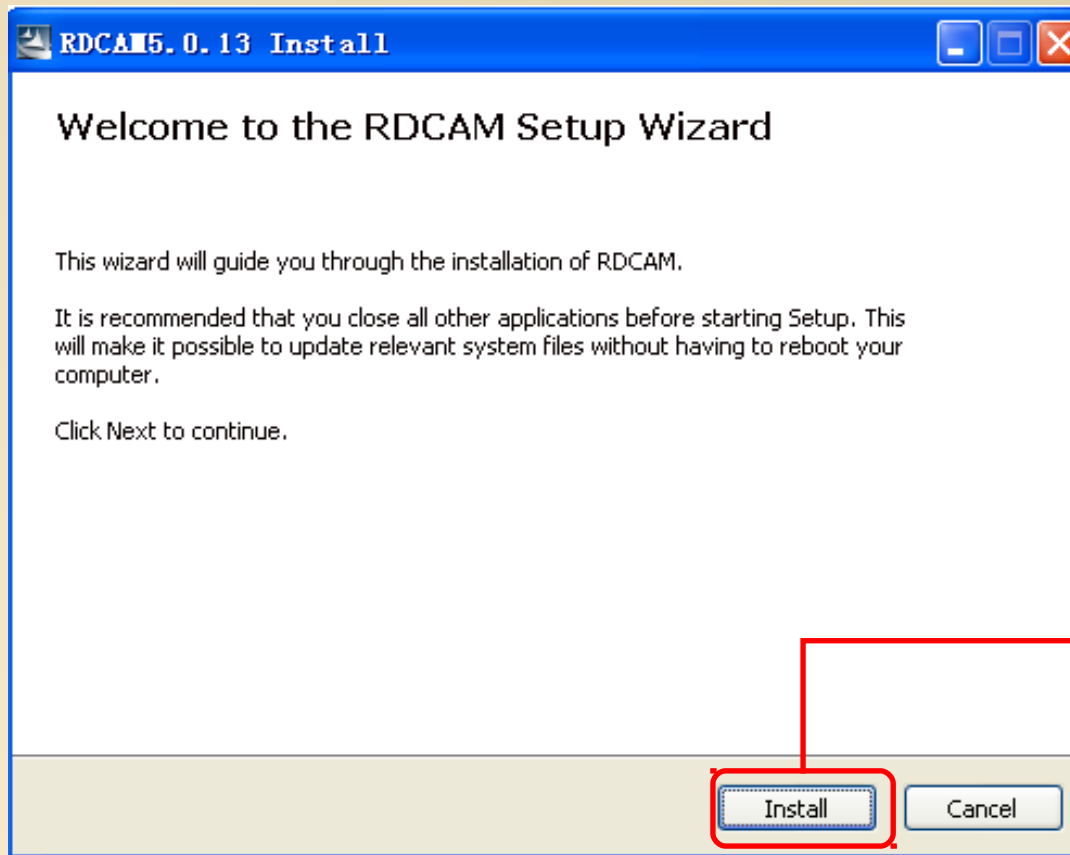 RDCAM5.0.13 Install
Welcome to the RDCAM Setup Wizard
This wizard will guide you through the installation of RDCAM.
It is recommended that you close all other applications before starting Setup. This
will make it possible to update relevant system files without having to reboot your
computer.
Click Next to continue.
Install
Cancel